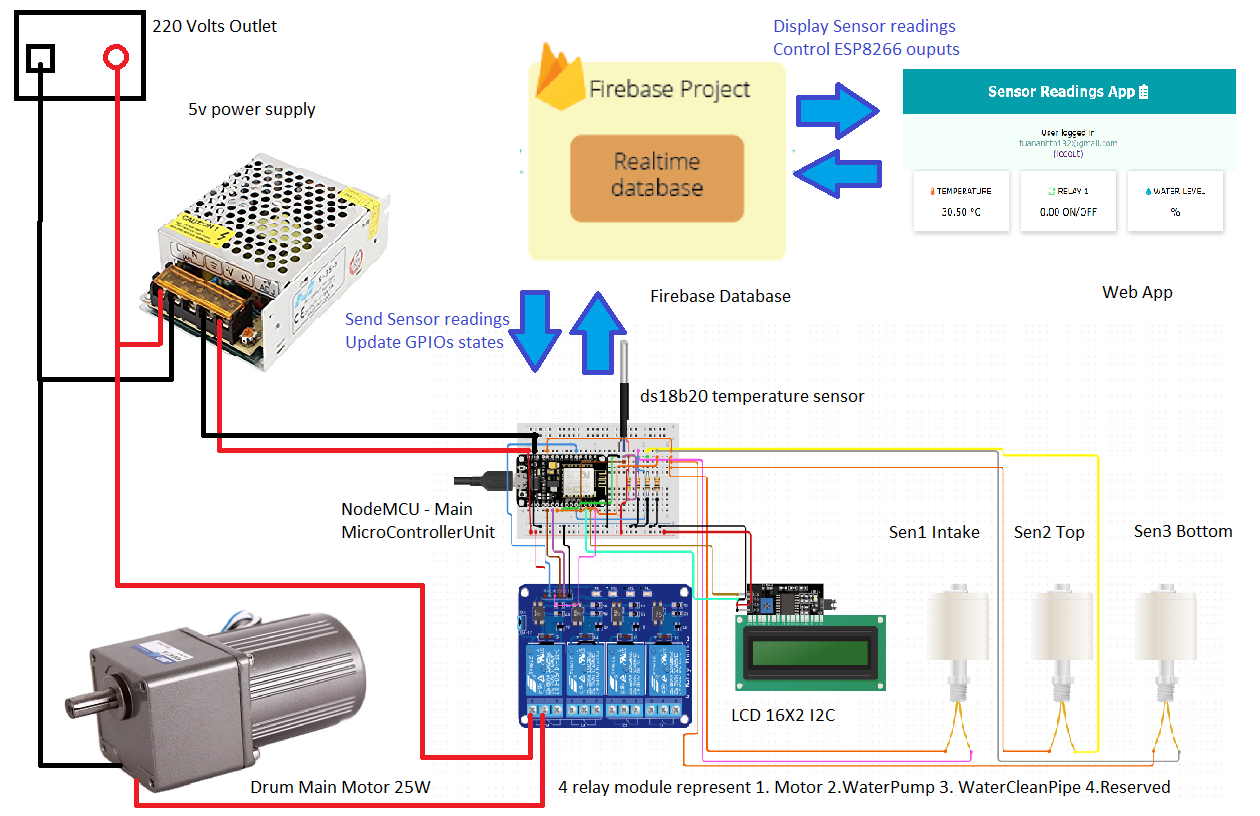 220 Volts Outlet
Display Sensor readings
Control ESP8266 ouputs
Firebase Project
Realtime
database
Sensor Readings App
User logged in
(logout)
TEMPERATURE
30.50 °C
RELAY 1
0.00 ON/OFF
WATER LEVEL
%
5v power supply
CAUTION
Firebase Database
Web App
Send Sensor readings
Update GPIOs states
ds18b20 temperature sensor
NodeMCU - Main
MicroControllerUnit
Sen1 Intake
Sen2 Top
Sen3 Bottom
LCD 16X2 I2C
Drum Main Motor 25W
4 relay module represent 1. Motor 2.WaterPump 3. WaterCleanPipe 4.Reserved